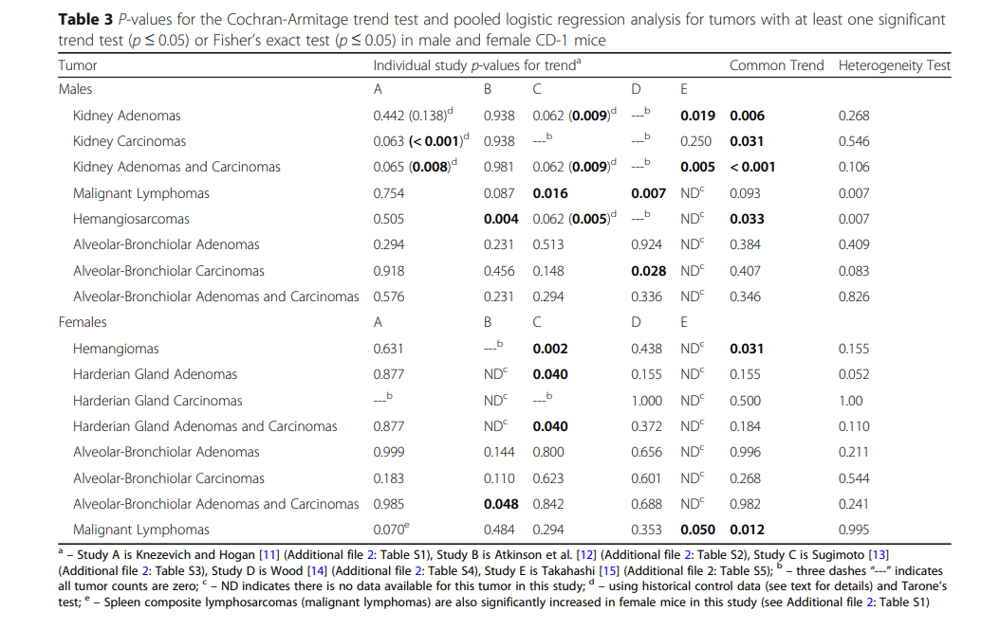 Table 3 P-values for the Cochran-Armitage trend test and pooled logistic regression analysis for tumors with at least one significant
trend test (p ≤ 0.05) or Fisher's exact test (p ≤ 0.05) in male and female CD-1 mice
Tumor Individual study p-values for trendᵃ Common Trend Heterogeneity Test
Males A B C D E
Kidney Adenomas 0.442 (0.138)ᵈ 0.938 0.062 (0.009)ᵈ ---ᵇ 0.019 0.006 0.268
Kidney Carcinomas 0.063 (< 0.001)ᵈ 0.938 ---ᵇ ---ᵇ 0.250 0.031 0.546
Kidney Adenomas and Carcinomas 0.065 (0.008)ᵈ 0.981 0.062 (0.009)ᵈ ---ᵇ 0.005 < 0.001 0.106
Malignant Lymphomas 0.754 0.087 0.016 0.007 NDᶜ 0.093 0.007
Hemangiosarcomas 0.505 0.004 0.062 (0.005)ᵈ ---ᵇ NDᶜ 0.033 0.007
Alveolar-Bronchiolar Adenomas 0.294 0.231 0.513 0.924 NDᶜ 0.384 0.409
Alveolar-Bronchiolar Carcinomas 0.918 0.456 0.148 0.028 NDᶜ 0.407 0.083
Alveolar-Bronchiolar Adenomas and Carcinomas 0.576 0.231 0.294 0.336 NDᶜ 0.346 0.826
Females A B C D E
Hemangiomas 0.631 ---ᵇ 0.002 0.438 NDᶜ 0.031 0.155
Harderian Gland Adenomas 0.877 NDᶜ 0.040 0.155 NDᶜ 0.155 0.052
Harderian Gland Carcinomas ---ᵇ NDᶜ ---ᵇ 1.000 NDᶜ 0.500 1.00
Harderian Gland Adenomas and Carcinomas 0.877 NDᶜ 0.040 0.372 NDᶜ 0.184 0.110
Alveolar-Bronchiolar Adenomas 0.999 0.144 0.800 0.656 NDᶜ 0.996 0.211
Alveolar-Bronchiolar Carcinomas 0.183 0.110 0.623 0.601 NDᶜ 0.268 0.544
Alveolar-Bronchiolar Adenomas and Carcinomas 0.985 0.048 0.842 0.688 NDᶜ 0.982 0.241
Malignant Lymphomas 0.070ᵉ 0.484 0.294 0.353 0.050 0.012 0.995
ᵃ – Study A is Knezevich and Hogan [11] (Additional file 2: Table S1), Study B is Atkinson et al. [12] (Additional file 2: Table S2), Study C is Sugimoto [13]
(Additional file 2: Table S3), Study D is Wood [14] (Additional file 2: Table S4), Study E is Takahashi [15] (Additional file 2: Table S5); ᵇ – three dashes "---" indicates
all tumor counts are zero; ᶜ – ND indicates there is no data available for this tumor in this study; ᵈ – using historical control data (see text for details) and Tarone's
test; ᵉ – Spleen composite lymphosarcomas (malignant lymphomas) are also significantly increased in female mice in this study (see Additional file 2: Table S1)